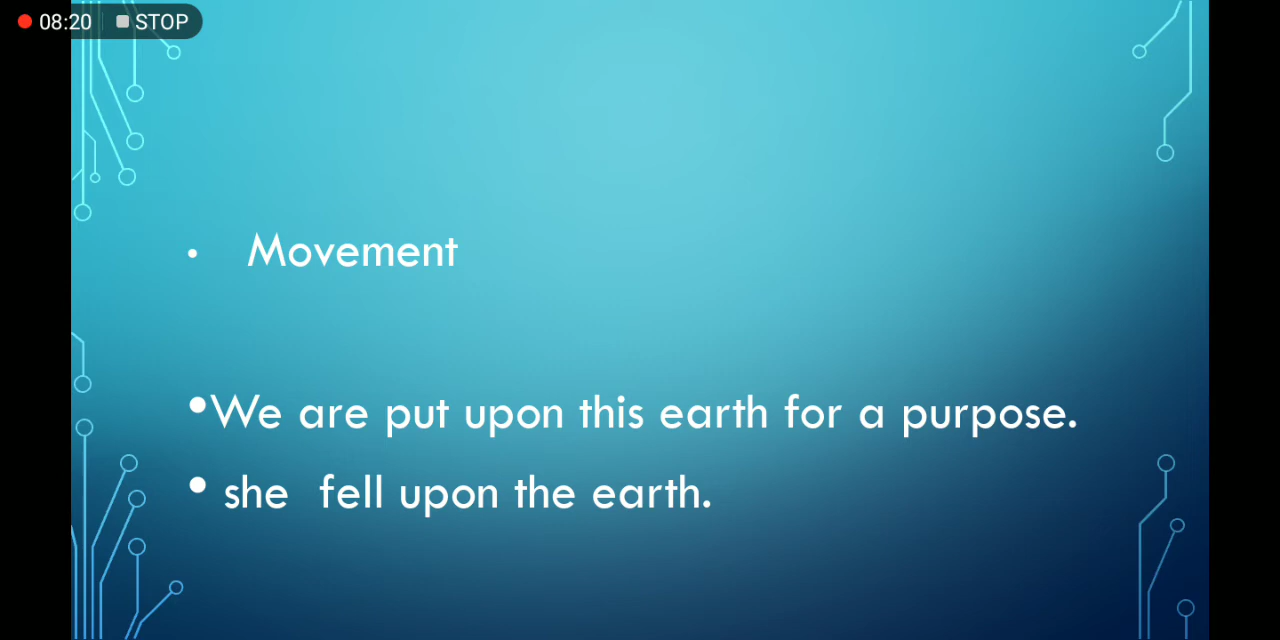 08:20 STOP
• Movement
•We are put upon this earth for a purpose.
• she fell upon the earth.